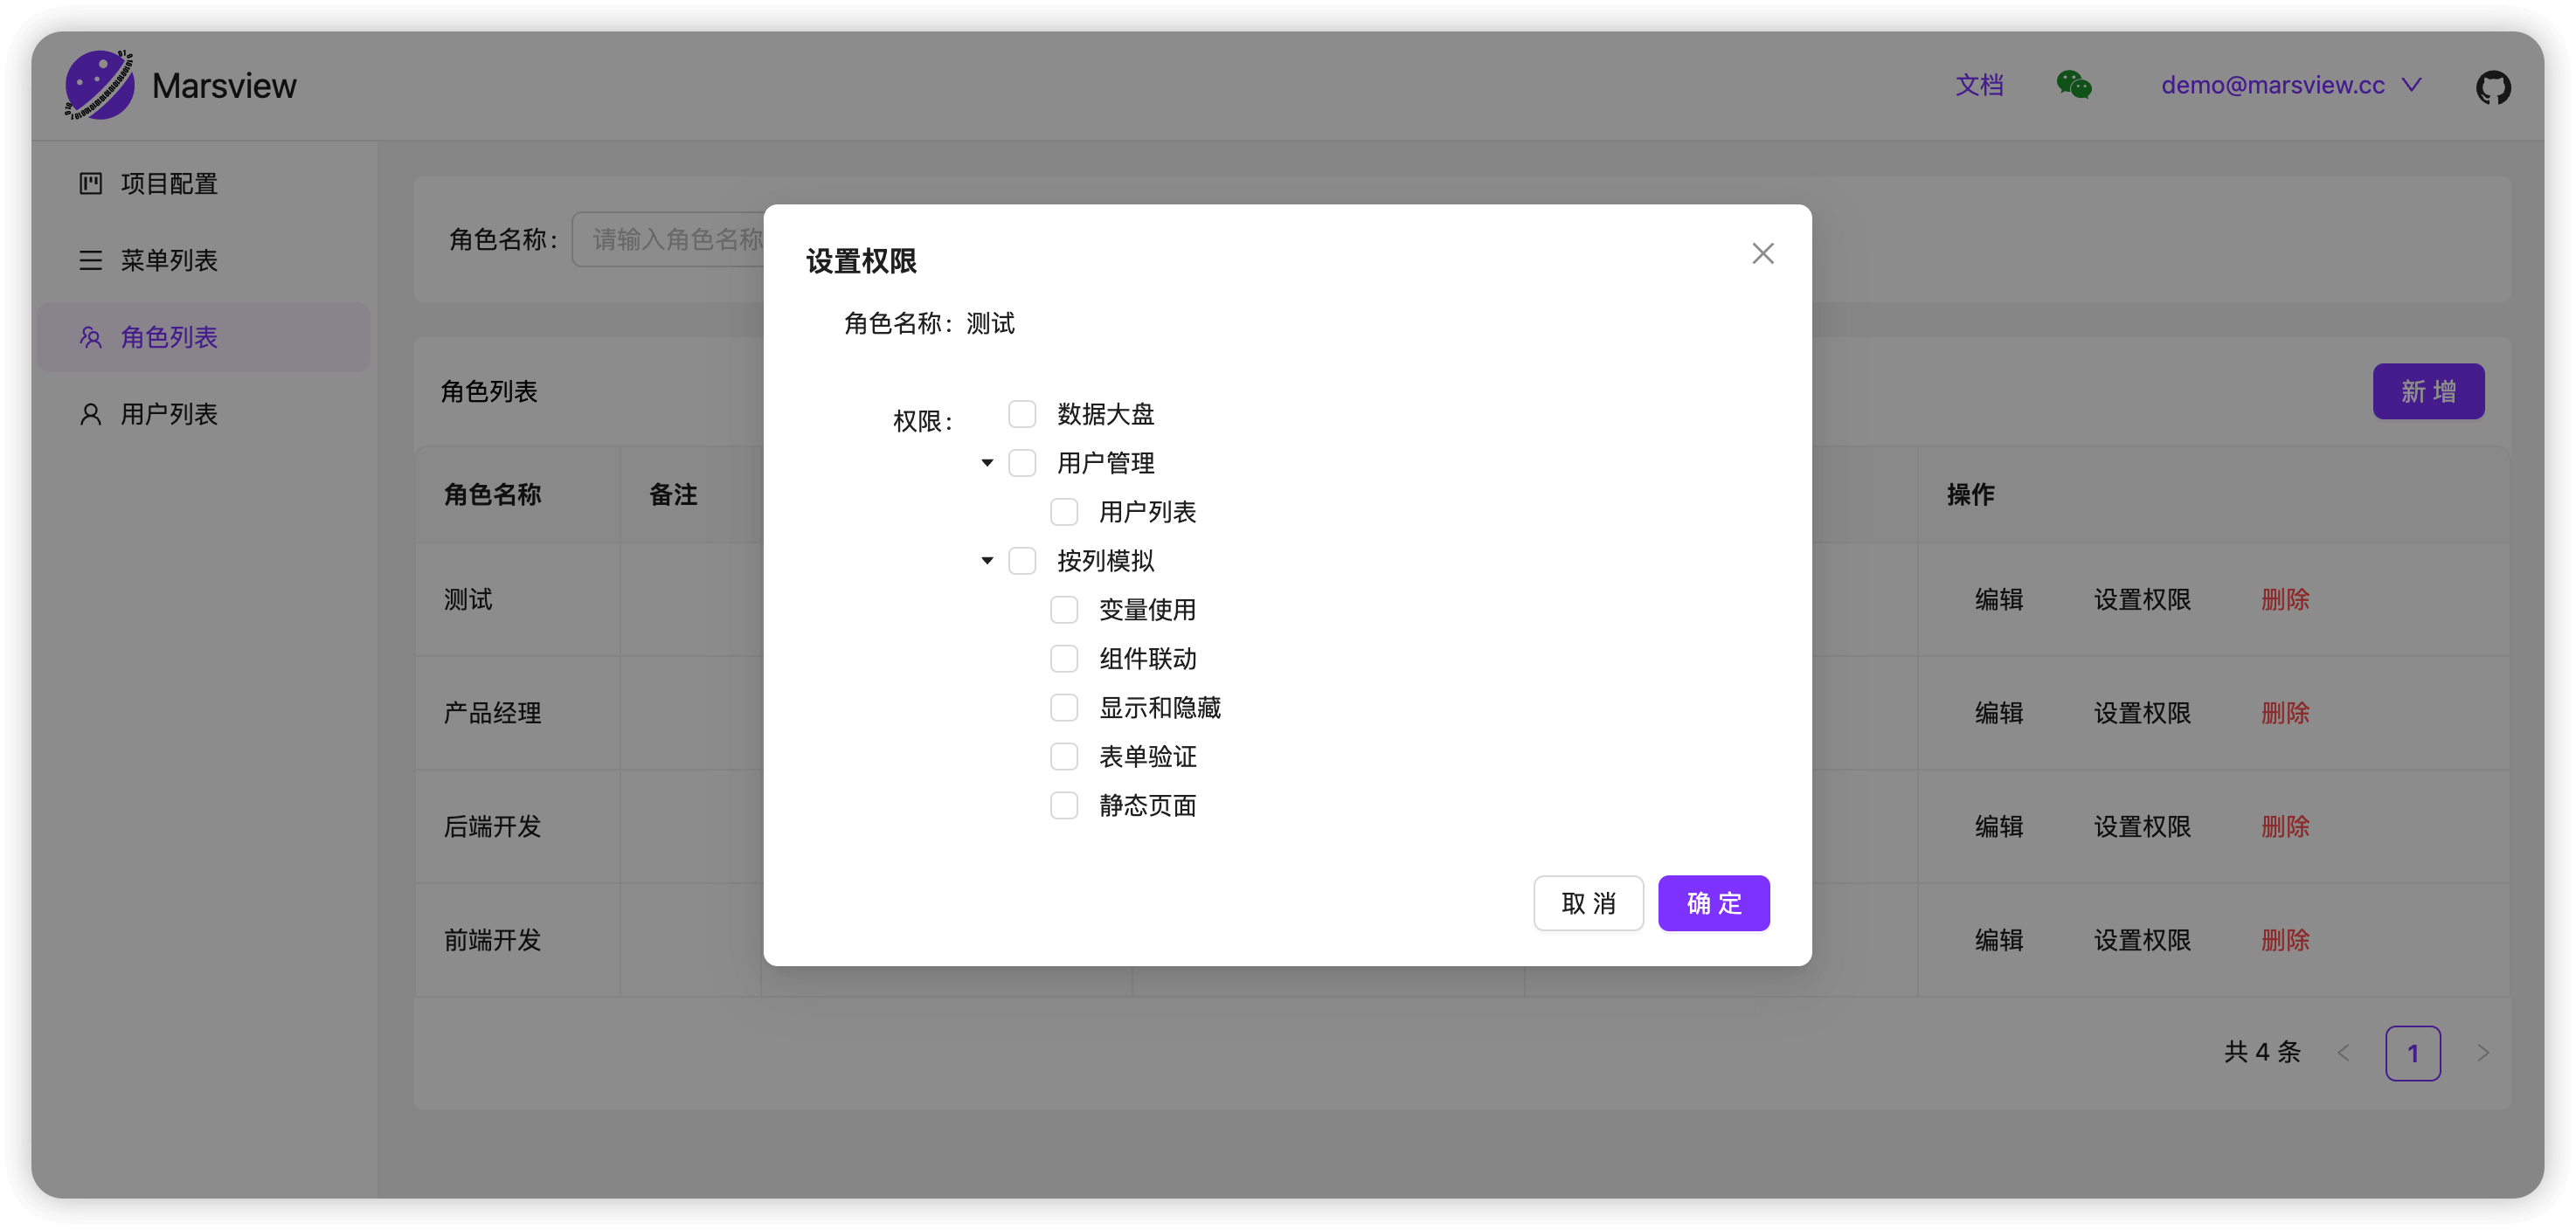 Marsview
文档
demo@marsview.cc
项目配置
菜单列表
角色列表
用户列表
角色名称:
请输入角色名称
角色列表
新 增
角色名称 备注 操作
测试 编辑 设置权限 删除
产品经理 编辑 设置权限 删除
后端开发 编辑 设置权限 删除
前端开发 编辑 设置权限 删除
共 4 条
1
设置权限
角色名称: 测试
权限:
数据大盘
用户管理
用户列表
按列模拟
变量使用
组件联动
显示和隐藏
表单验证
静态页面
取 消
确 定